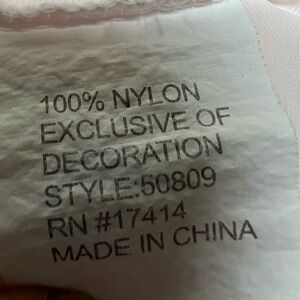 100% NYLON
EXCLUSIVE OF
DECORATION
STYLE:50809
RN #17414
MADE IN CHINA